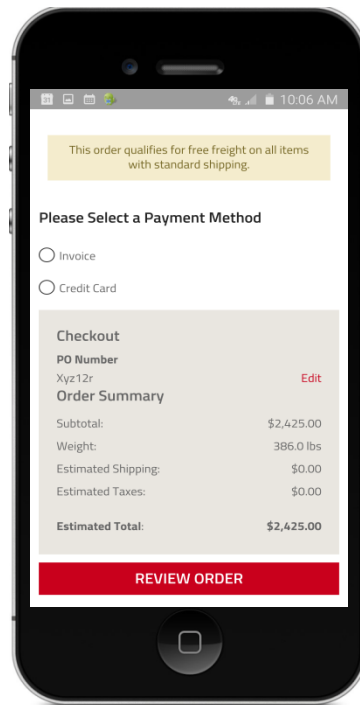 31 10:06 AM
This order qualifies for free freight on all items
with standard shipping.
Please Select a Payment Method
Invoice
Credit Card
Checkout
PO Number
Xyz12r Edit
Order Summary
Subtotal: $2,425.00
Weight: 386.0 lbs
Estimated Shipping: $0.00
Estimated Taxes: $0.00
Estimated Total: $2,425.00
REVIEW ORDER